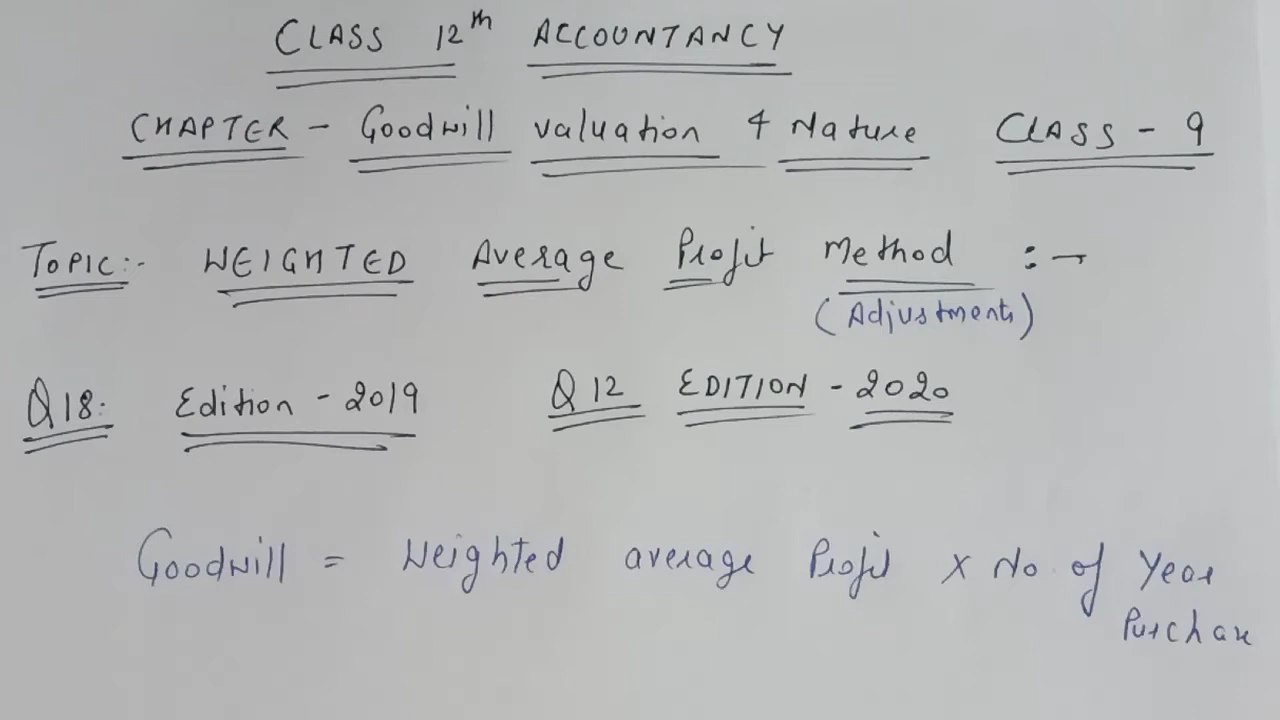 CLASS 12th ACCOUNTANCY
CHAPTER - Goodwill valuation & Nature CLASS - 9
TOPIC:- WEIGHTED Average Profit Method :-
(Adjustments)
Q18: Edition - 2019 Q12 EDITION - 2020
Goodwill = Weighted average Profit x No of Year
Purchase